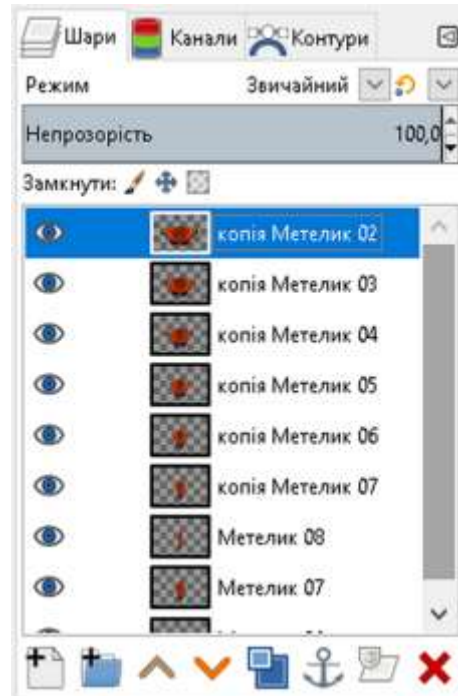 Шари Канали Контури
Режим Звичайний
Непрозорість 100,0
Замкнути:
копія Метелик 02
копія Метелик 03
копія Метелик 04
копія Метелик 05
копія Метелик 06
копія Метелик 07
Метелик 08
Метелик 07